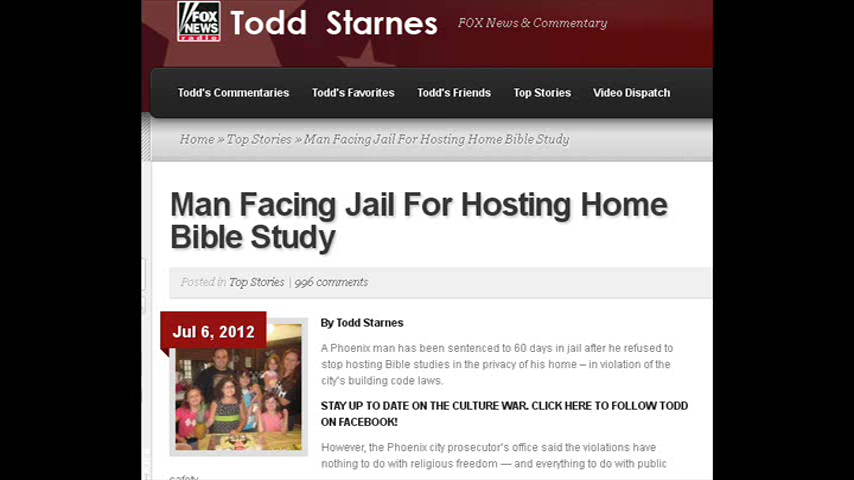 FOX
NEWS
radio
Todd Starnes
FOX News & Commentary
Todd's Commentaries Todd's Favorites Todd's Friends Top Stories Video Dispatch
Home » Top Stories » Man Facing Jail For Hosting Home Bible Study
Man Facing Jail For Hosting Home
Bible Study
Posted in Top Stories | 996 comments
Jul 6, 2012
By Todd Starnes
A Phoenix man has been sentenced to 60 days in jail after he refused to
stop hosting Bible studies in the privacy of his home – in violation of the
city's building code laws.
STAY UP TO DATE ON THE CULTURE WAR. CLICK HERE TO FOLLOW TODD
ON FACEBOOK!
However, the Phoenix city prosecutor's office said the violations have
nothing to do with religious freedom — and everything to do with public
safety